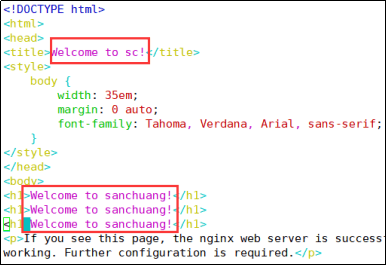 <!DOCTYPE html>
<html>
<head>
<title>Welcome to sc!</title>
<style>
    body {
        width: 35em;
        margin: 0 auto;
        font-family: Tahoma, Verdana, Arial, sans-serif;
    }
</style>
</head>
<body>
<h1>Welcome to sanchuang!</h1>
<h1>Welcome to sanchuang!</h1>
<h1>Welcome to sanchuang!</h1>
<p>If you see this page, the nginx web server is success
working. Further configuration is required.</p>